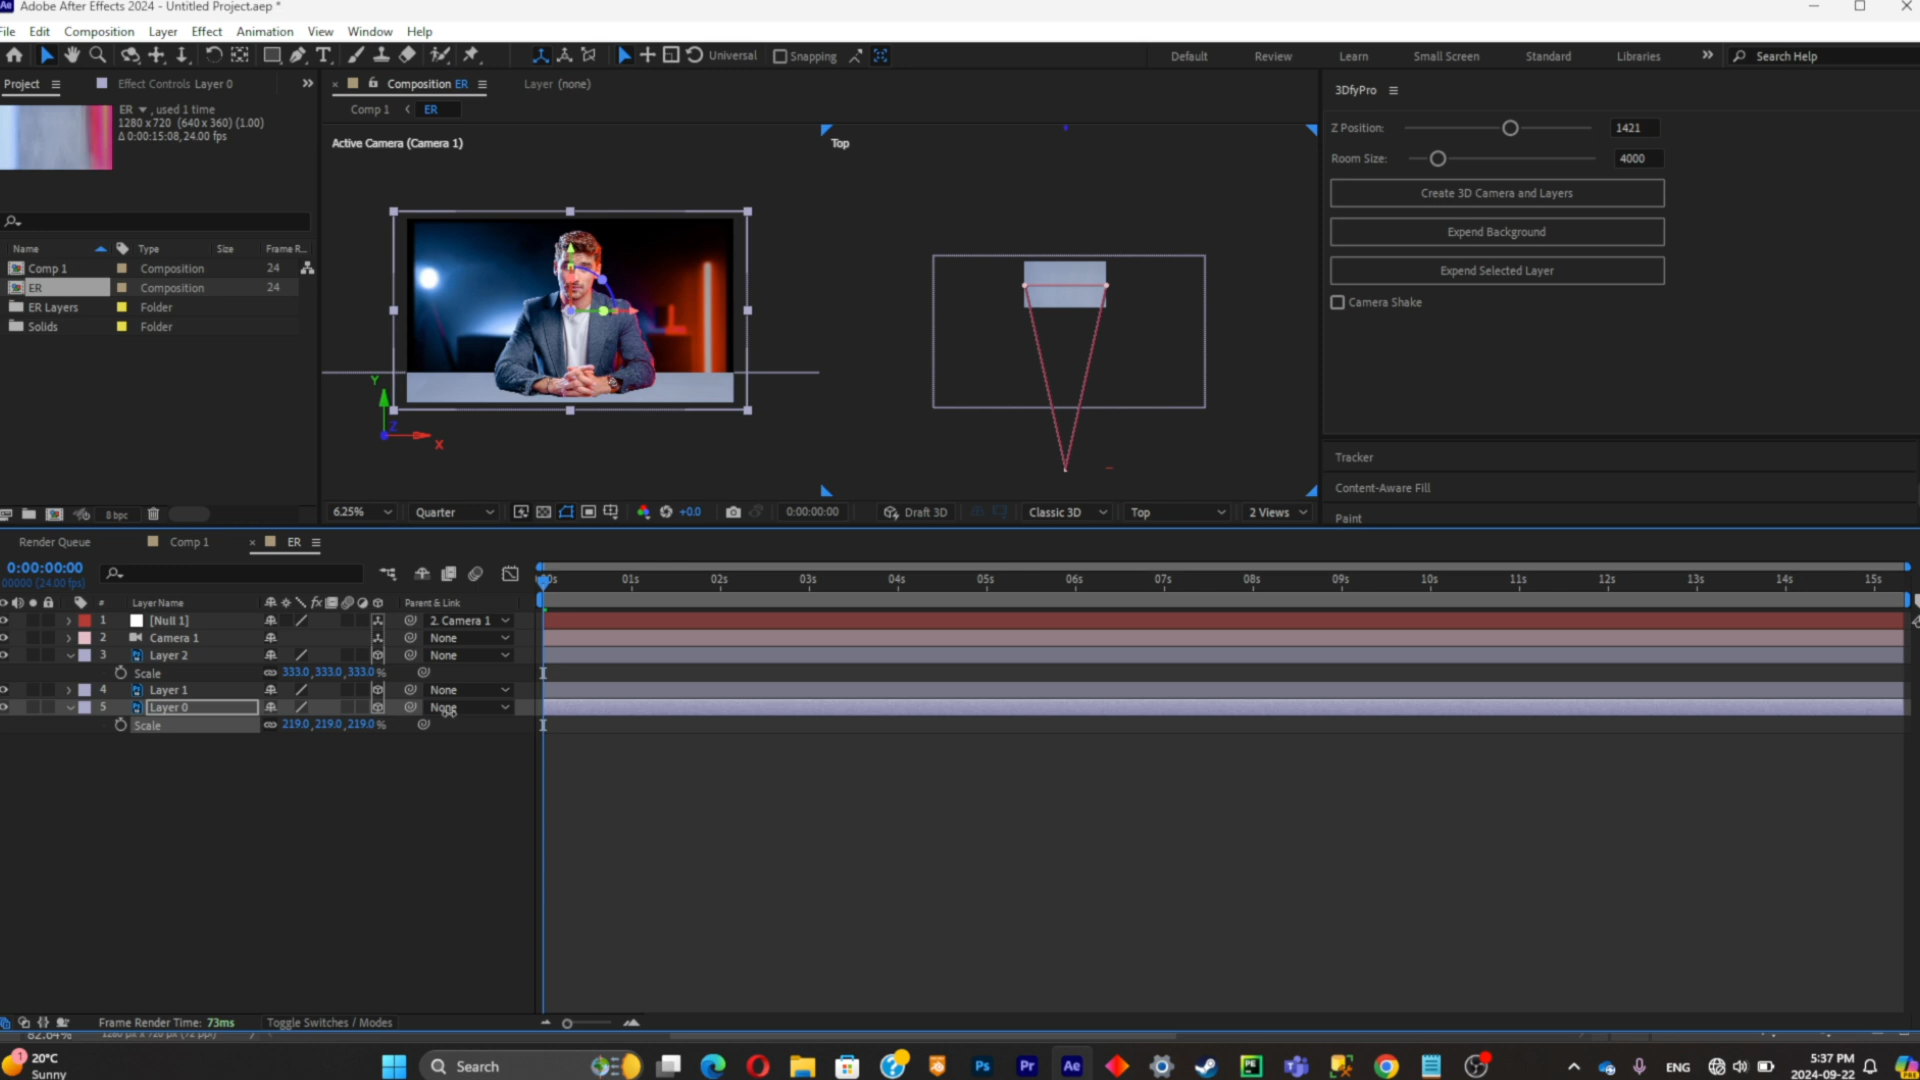 Ae Adobe After Effects 2024 - Untitled Project.aep *
File Edit Composition Layer Effect Animation View Window Help
Universal Snapping Default Review Learn Small Screen Standard Libraries Search Help
Project Effect Controls Layer 0
ER , used 1 time
1280 x 720 (640 x 360) (1.00)
Δ 0:00:15:08, 24.00 fps
Name Type Size Frame R...
Comp 1 Composition 24
ER Composition 24
ER Layers Folder
Solids Folder
8 bpc
Composition ER Layer (none)
Comp 1 ER
Active Camera (Camera 1)
Top
Y
Z
X
6.25% Quarter +0.0 0:00:00:00 Draft 3D Classic 3D Top 2 Views
3DfyPro
Z Position: 1421
Room Size: 4000
Create 3D Camera and Layers
Expend Background
Expend Selected Layer
Camera Shake
Tracker
Content-Aware Fill
Paint
Render Queue Comp 1 ER
0:00:00:00
00000 (24.00 fps)
01s 02s 03s 04s 05s 06s 07s 08s 09s 10s 11s 12s 13s 14s 15s
# Layer Name fx Parent & Link
1 [Null 1] 2. Camera 1
2 Camera 1 None
3 Layer 2 None
Scale 333.0, 333.0, 333.0 %
4 Layer 1 None
5 Layer 0 None
Scale 219.0, 219.0, 219.0 %
Frame Render Time: 73ms Toggle Switches / Modes
1
20°C
Sunny
Search
Ps Pr Ae PE
ENG
5:37 PM
2024-09-22